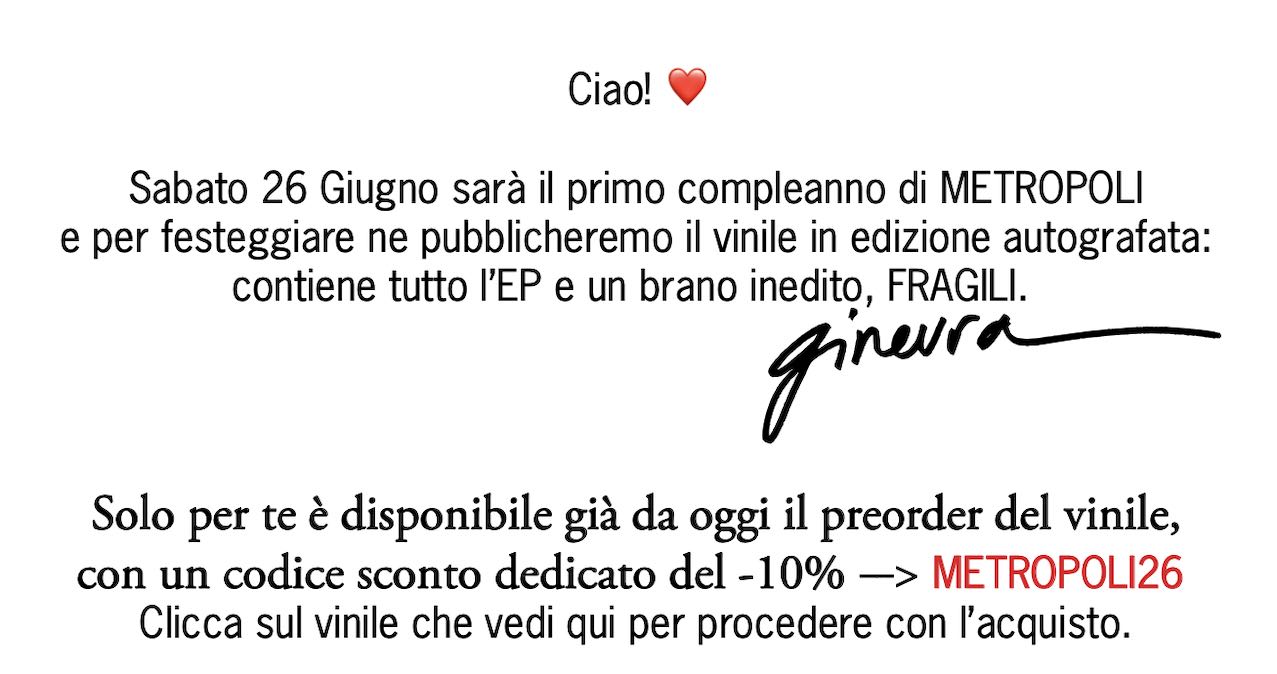 Ciao! ❤️
Sabato 26 Giugno sarà il primo compleanno di METROPOLI
e per festeggiare ne pubblicheremo il vinile in edizione autografata:
contiene tutto l'EP e un brano inedito, FRAGILI.
ginevra
Solo per te è disponibile già da oggi il preorder del vinile,
con un codice sconto dedicato del -10% —> METROPOLI26
Clicca sul vinile che vedi qui per procedere con l'acquisto.